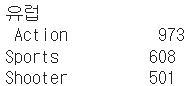 유럽
Action 973
Sports 608
Shooter 501